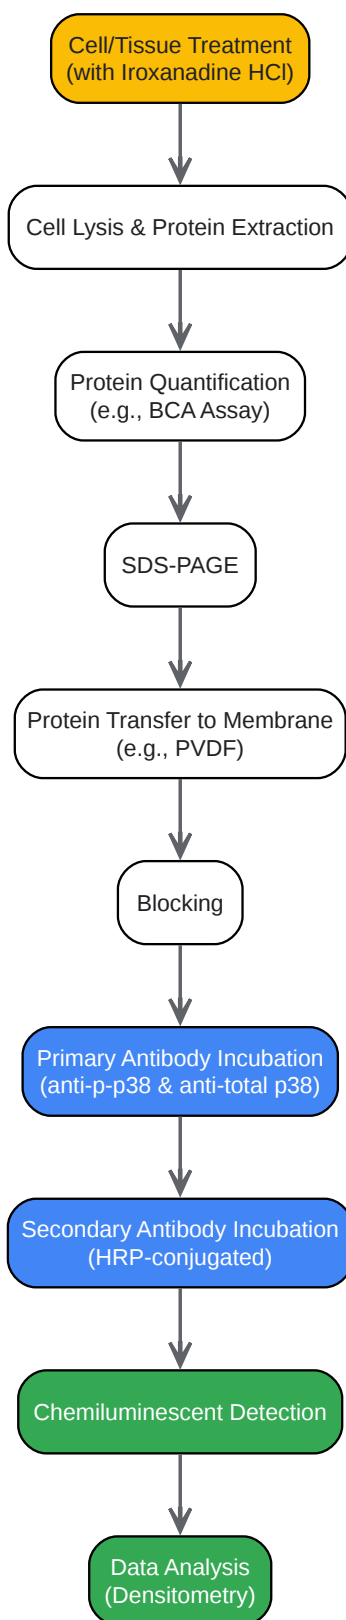 Cell/Tissue Treatment
(with Iroxanadine HCl)
Cell Lysis & Protein Extraction
Protein Quantification
(e.g., BCA Assay)
SDS-PAGE
Protein Transfer to Membrane
(e.g., PVDF)
Blocking
Primary Antibody Incubation
(anti-p-p38 & anti-total p38)
Secondary Antibody Incubation
(HRP-conjugated)
Chemiluminescent Detection
Data Analysis
(Densitometry)